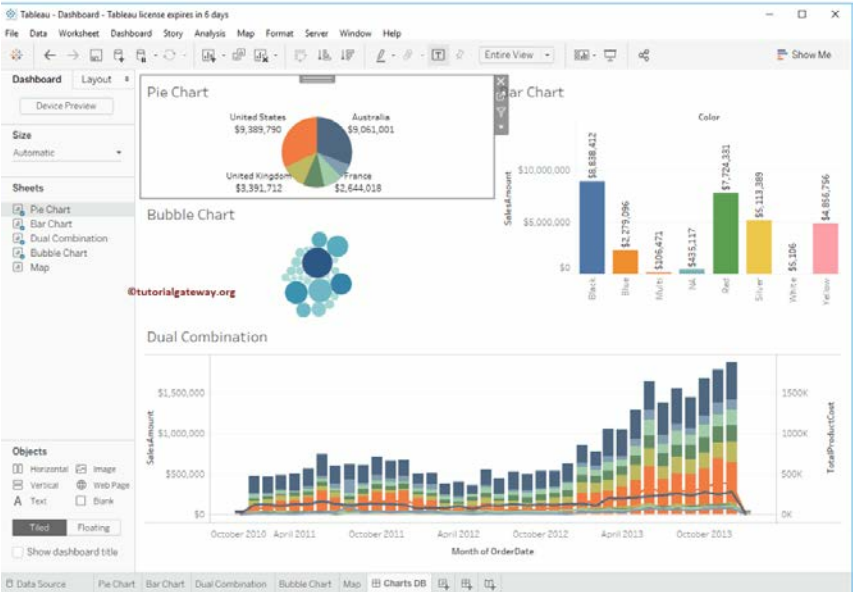 Tableau - Dashboard - Tableau license expires in 6 days
File Data Worksheet Dashboard Story Analysis Map Format Server Window Help
Entire View
Show Me
Dashboard Layout
Device Preview
Size
Automatic
Sheets
Pie Chart
Bar Chart
Dual Combination
Bubble Chart
Map
Objects
Horizontal Image
Vertical Web Page
A Text Blank
Tiled Floating
Show dashboard title
Pie Chart
United States
$9,389,790
Australia
$9,061,001
United Kingdom
$3,391,712
France
$2,644,018
Bubble Chart
©tutorialgateway.org
Bar Chart
Color
SalesAmount
$10,000,000
$5,000,000
$0
$8,838,412
$2,279,096
$106,471
$435,117
$7,724,331
$5,113,389
$5,106
$4,856,756
Black
Blue
Multi
NA
Red
Silver
White
Yellow
Dual Combination
SalesAmount
$1,500,000
$1,000,000
$500,000
$0
1500K
1000K
500K
0K
TotalProductCost
October 2010 April 2011 October 2011 April 2012 October 2012 April 2013 October 2013
Month of OrderDate
Data Source Pie Chart Bar Chart Dual Combination Bubble Chart Map Charts DB